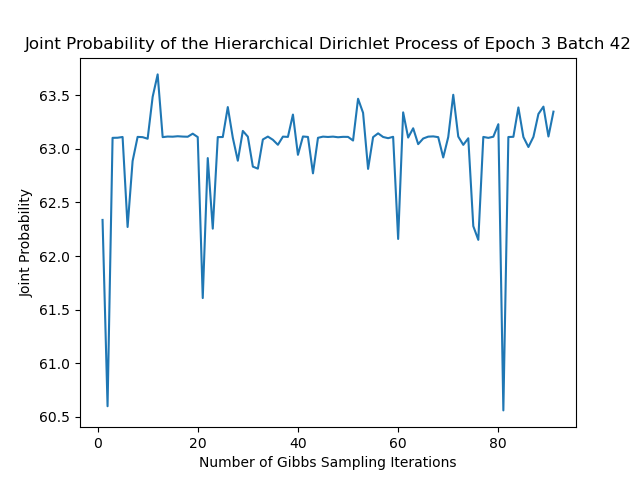 Joint Probability of the Hierarchical Dirichlet Process of Epoch 3 Batch 42
63.5
63.0
62.5
62.0
61.5
61.0
60.5
Joint Probability
0 20 40 60 80
Number of Gibbs Sampling Iterations